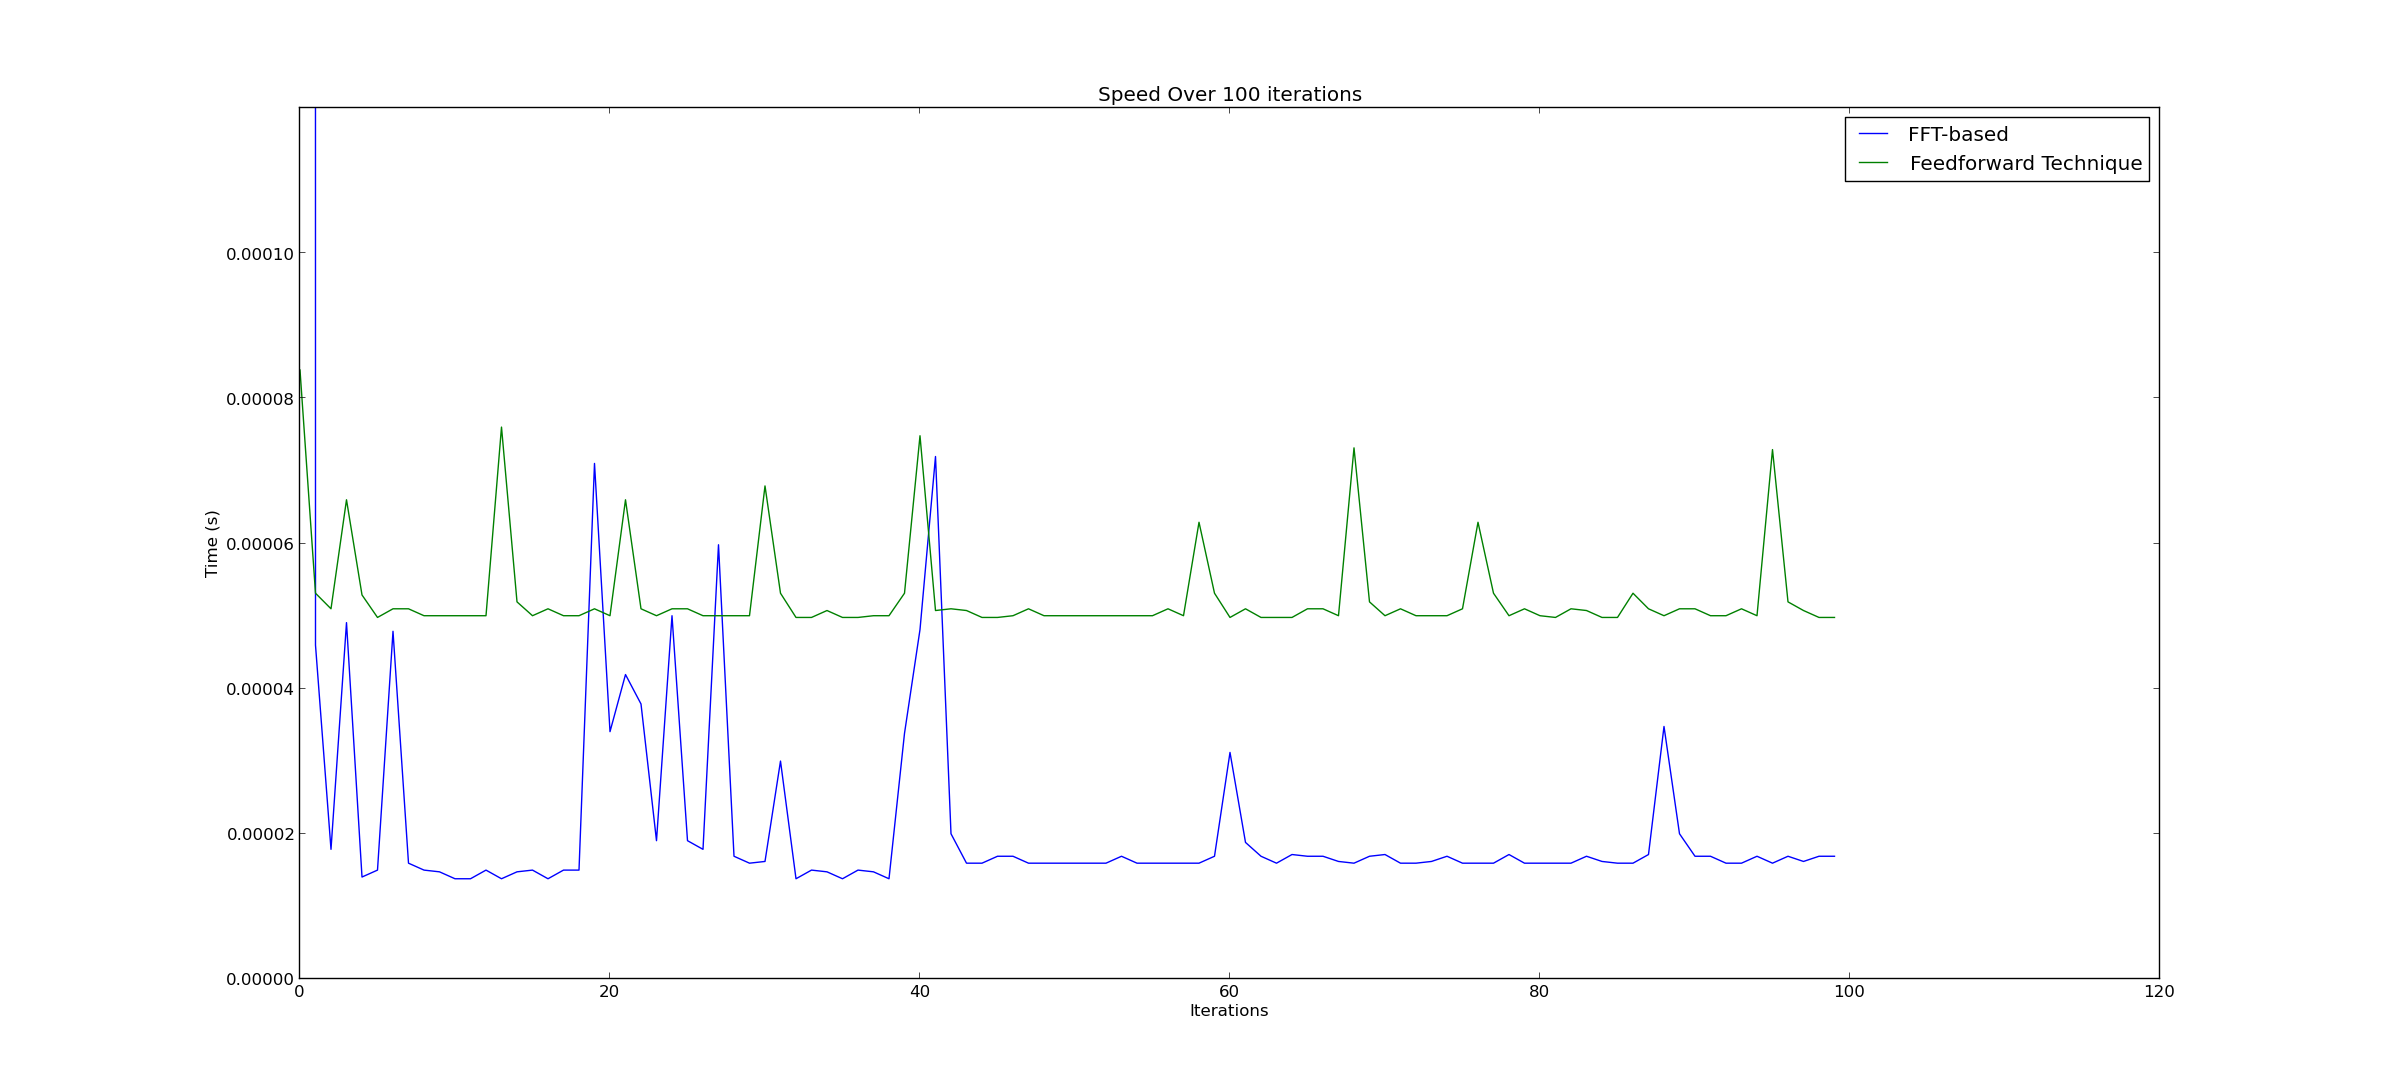 Speed Over 100 iterations
FFT-based
Feedforward Technique
0.00010
0.00008
0.00006
0.00004
0.00002
0.00000
Time (s)
0 20 40 60 80 100 120
Iterations